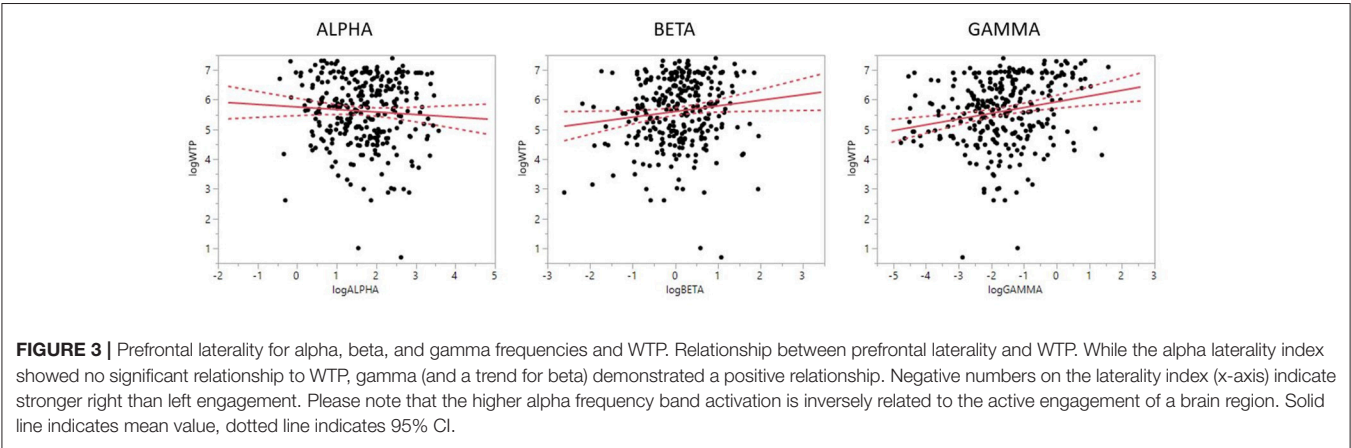 ALPHA BETA GAMMA
7 7 7
6 6 6
5 5 5
logWTP logWTP logWTP
4 4 4
3 3 3
2 2 2
1 1 1
-2 -1 0 1 2 3 4 5 -3 -2 -1 0 1 2 3 -5 -4 -3 -2 -1 0 1 2 3
logALPHA logBETA logGAMMA
FIGURE 3 | Prefrontal laterality for alpha, beta, and gamma frequencies and WTP. Relationship between prefrontal laterality and WTP. While the alpha laterality index
showed no significant relationship to WTP, gamma (and a trend for beta) demonstrated a positive relationship. Negative numbers on the laterality index (x-axis) indicate
stronger right than left engagement. Please note that the higher alpha frequency band activation is inversely related to the active engagement of a brain region. Solid
line indicates mean value, dotted line indicates 95% CI.